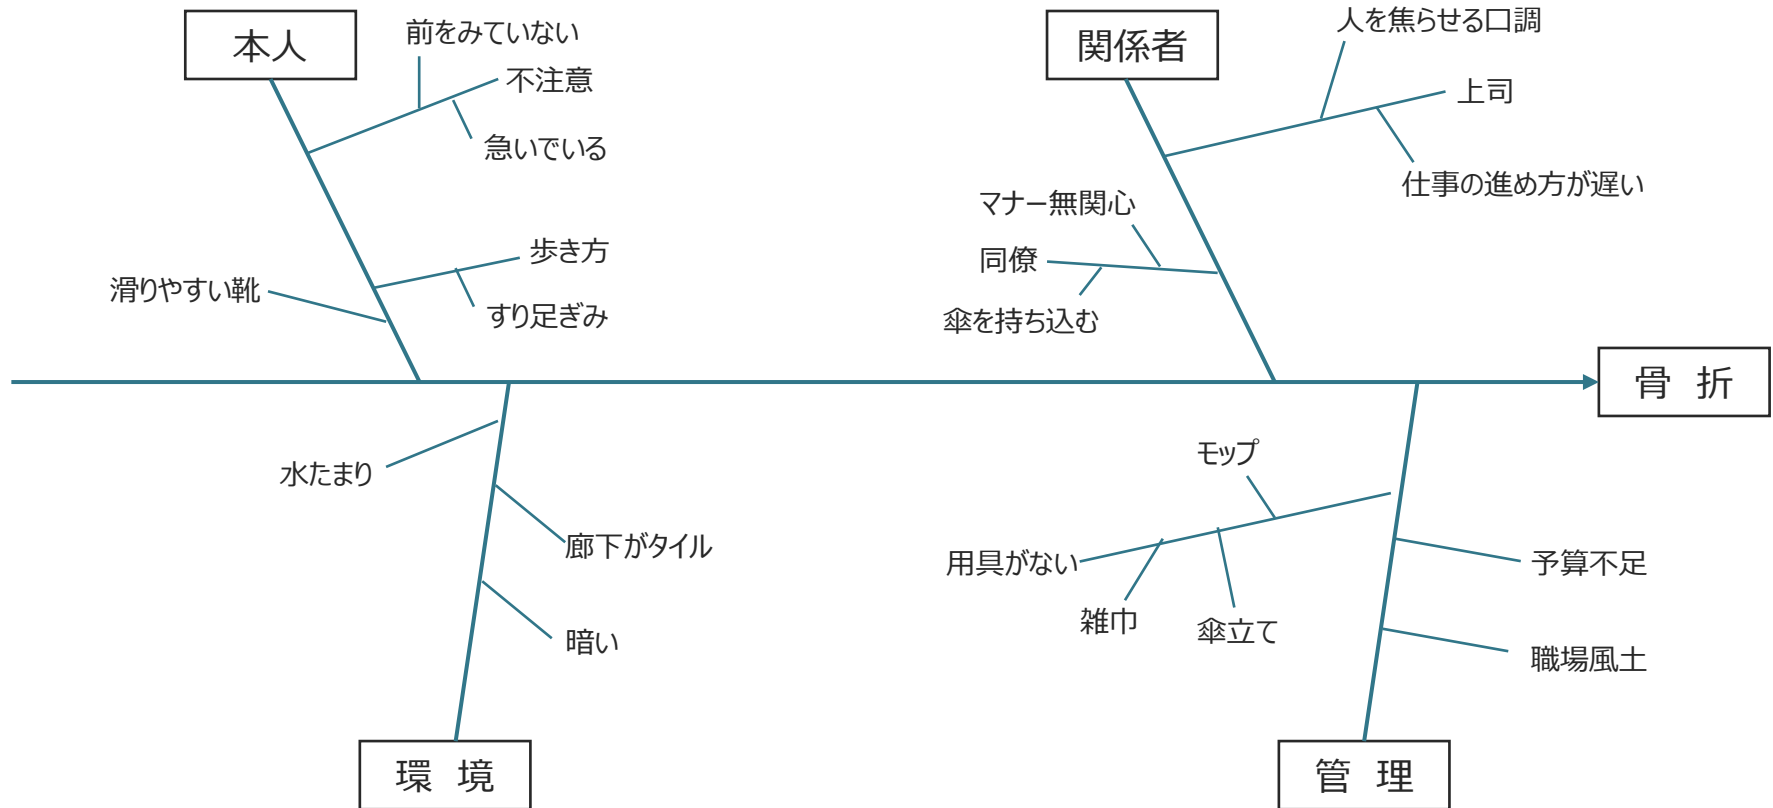 本人
前をみていない
不注意
急いでいる
歩き方
滑りやすい靴
すり足ぎみ
関係者
人を焦らせる口調
上司
仕事の進め方が遅い
マナー無関心
同僚
傘を持ち込む
骨 折
水たまり
廊下がタイル
暗い
環 境
モップ
用具がない
雑巾
傘立て
予算不足
職場風土
管 理